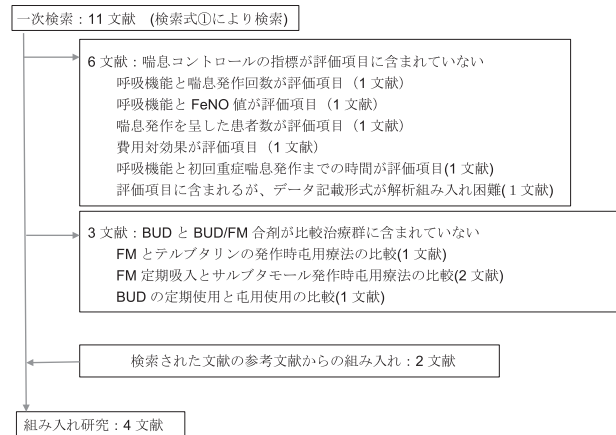 一次検索：11 文献　(検索式①により検索)
6 文献：喘息コントロールの指標が評価項目に含まれていない
呼吸機能と喘息発作回数が評価項目（1 文献）
呼吸機能と FeNO 値が評価項目（1 文献）
喘息発作を呈した患者数が評価項目（1 文献）
費用対効果が評価項目（1 文献）
呼吸機能と初回重症喘息発作までの時間が評価項目(1 文献)
評価項目に含まれるが、データ記載形式が解析組み入れ困難(１文献)
3 文献：BUD と BUD/FM 合剤が比較治療群に含まれていない
FM とテルブタリンの発作時屯用療法の比較(1 文献)
FM 定期吸入とサルブタモール発作時屯用療法の比較(2 文献)
BUD の定期使用と屯用使用の比較(1 文献)
検索された文献の参考文献からの組み入れ：2 文献
組み入れ研究：4 文献